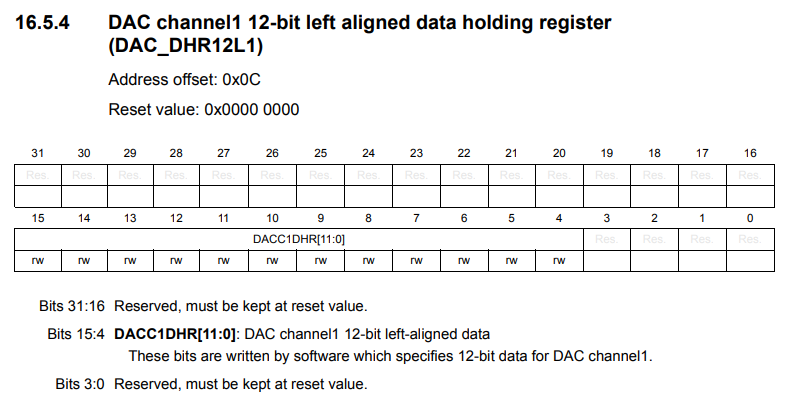 16.5.4 DAC channel1 12-bit left aligned data holding register
(DAC_DHR12L1)
Address offset: 0x0C
Reset value: 0x0000 0000
31 30 29 28 27 26 25 24 23 22 21 20 19 18 17 16
Res. Res. Res. Res. Res. Res. Res. Res. Res. Res. Res. Res. Res. Res. Res. Res.
15 14 13 12 11 10 9 8 7 6 5 4 3 2 1 0
DACC1DHR[11:0] Res. Res. Res. Res.
rw rw rw rw rw rw rw rw rw rw rw rw
Bits 31:16 Reserved, must be kept at reset value.
Bits 15:4 DACC1DHR[11:0]: DAC channel1 12-bit left-aligned data
These bits are written by software which specifies 12-bit data for DAC channel1.
Bits 3:0 Reserved, must be kept at reset value.